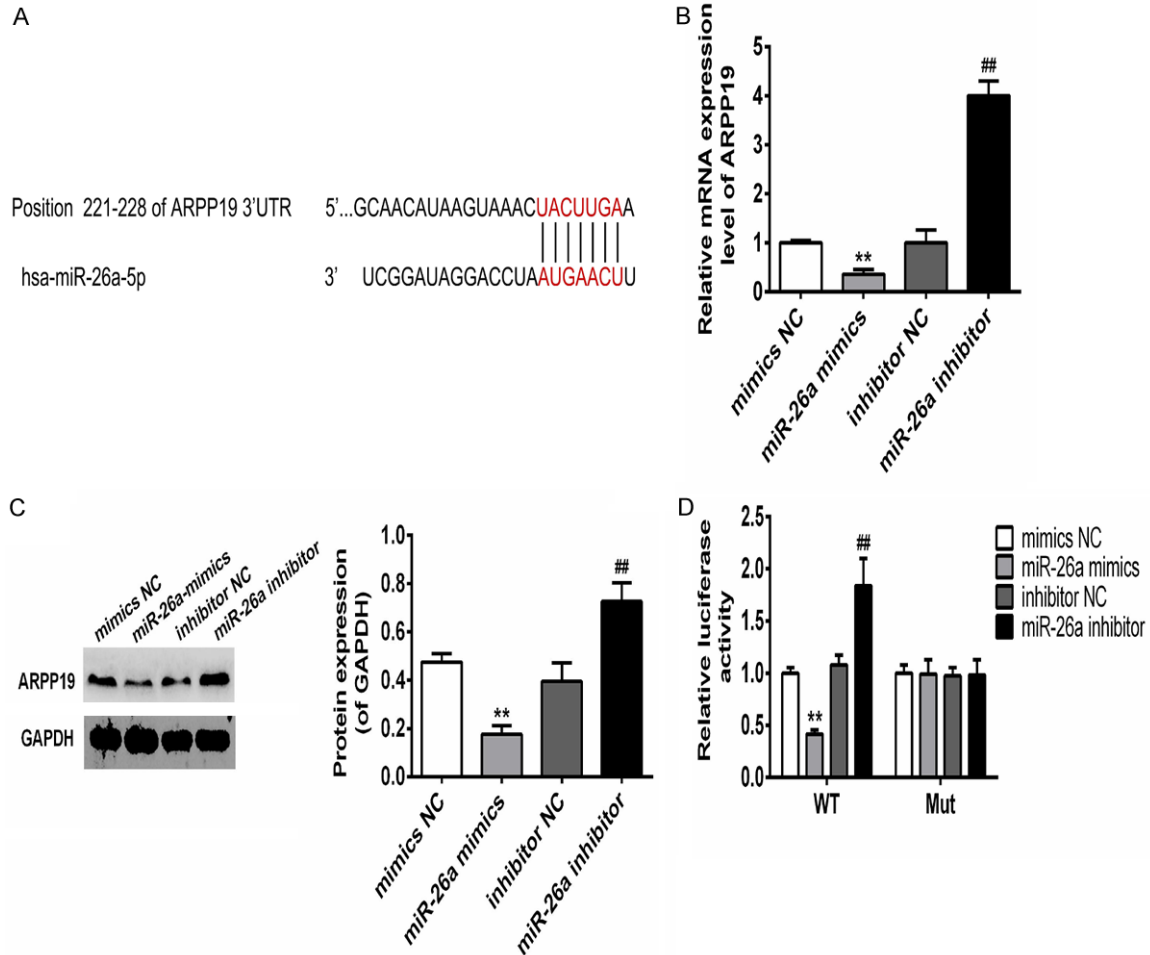 A
Position 221-228 of ARPP19 3'UTR 5'...GCAACAUAAGUAAACUACUUGAA
hsa-miR-26a-5p 3' UCGGAUAGGACCUAAUGAACUU
B
Relative mRNA expression
level of ARPP19
5
4
3
2
1
0
**
##
mimics NC
miR-26a mimics
inhibitor NC
miR-26a inhibitor
C
mimics NC
miR-26a-mimics
inhibitor NC
miR-26a inhibitor
ARPP19
GAPDH
Protein expression
(of GAPDH)
1.0
0.8
0.6
0.4
0.2
0.0
**
##
mimics NC
miR-26a mimics
inhibitor NC
miR-26a inhibitor
D
Relative luciferase
activity
2.5
2.0
1.5
1.0
0.5
0.0
**
##
WT
Mut
mimics NC
miR-26a mimics
inhibitor NC
miR-26a inhibitor